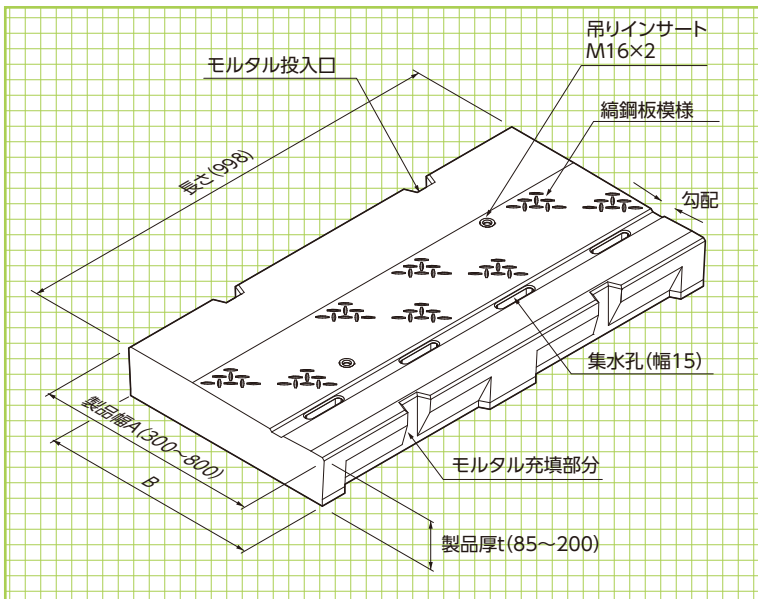 吊りインサート
M16×2
モルタル投入口
縞鋼板模様
長さ(998)
勾配
集水孔(幅15)
製品幅A(300〜800)
モルタル充填部分
B
製品厚t(85〜200)